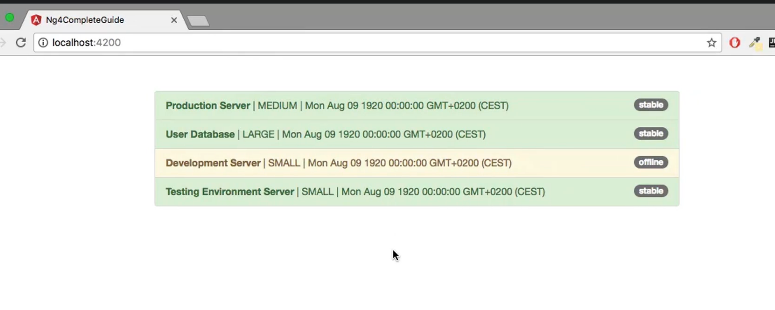 Ng4CompleteGuide
localhost:4200
Production Server | MEDIUM | Mon Aug 09 1920 00:00:00 GMT+0200 (CEST) stable
User Database | LARGE | Mon Aug 09 1920 00:00:00 GMT+0200 (CEST) stable
Development Server | SMALL | Mon Aug 09 1920 00:00:00 GMT+0200 (CEST) offline
Testing Environment Server | SMALL | Mon Aug 09 1920 00:00:00 GMT+0200 (CEST) stable